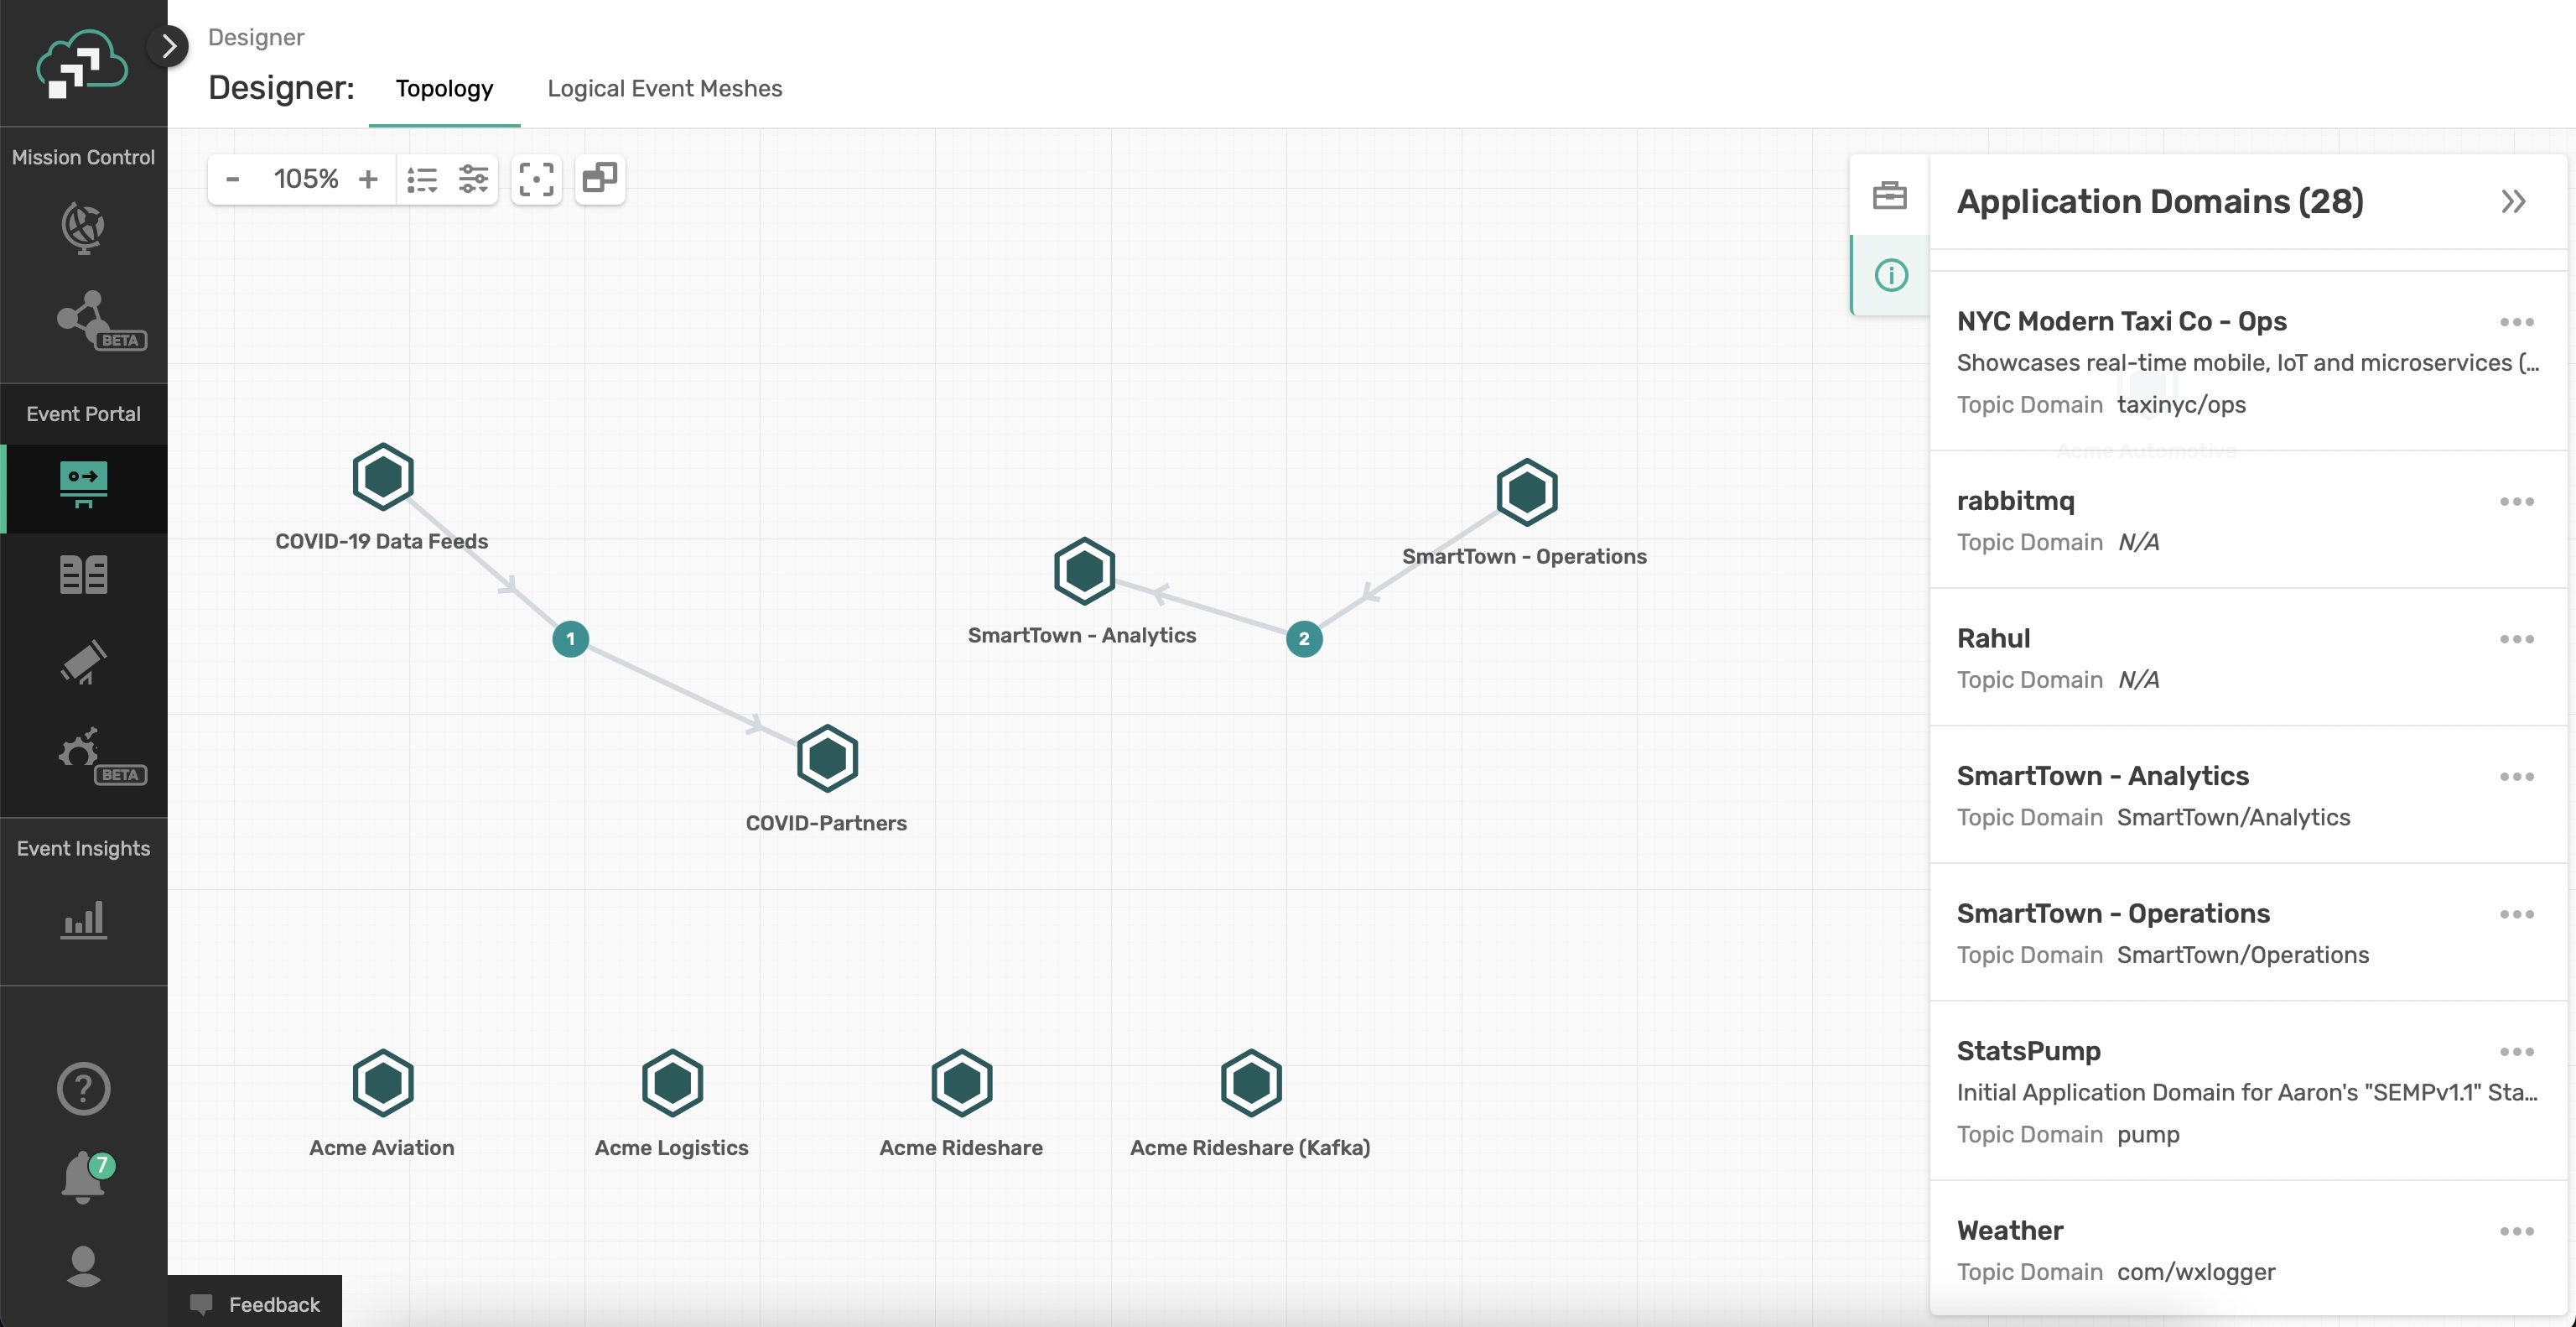 Designer
Designer:
Topology
Logical Event Meshes
Mission Control
BETA
Event Portal
BETA
Event Insights
7
Feedback
- 105% +
COVID-19 Data Feeds
1
COVID-Partners
SmartTown - Analytics
2
SmartTown - Operations
Acme Aviation
Acme Logistics
Acme Rideshare
Acme Rideshare (Kafka)
Application Domains (28)
NYC Modern Taxi Co - Ops
Showcases real-time mobile, IoT and microservices (...
Topic Domain taxinyc/ops
Acme Automotive
rabbitmq
Topic Domain N/A
Rahul
Topic Domain N/A
SmartTown - Analytics
Topic Domain SmartTown/Analytics
SmartTown - Operations
Topic Domain SmartTown/Operations
StatsPump
Initial Application Domain for Aaron's "SEMPv1.1" Sta...
Topic Domain pump
Weather
Topic Domain com/wxlogger